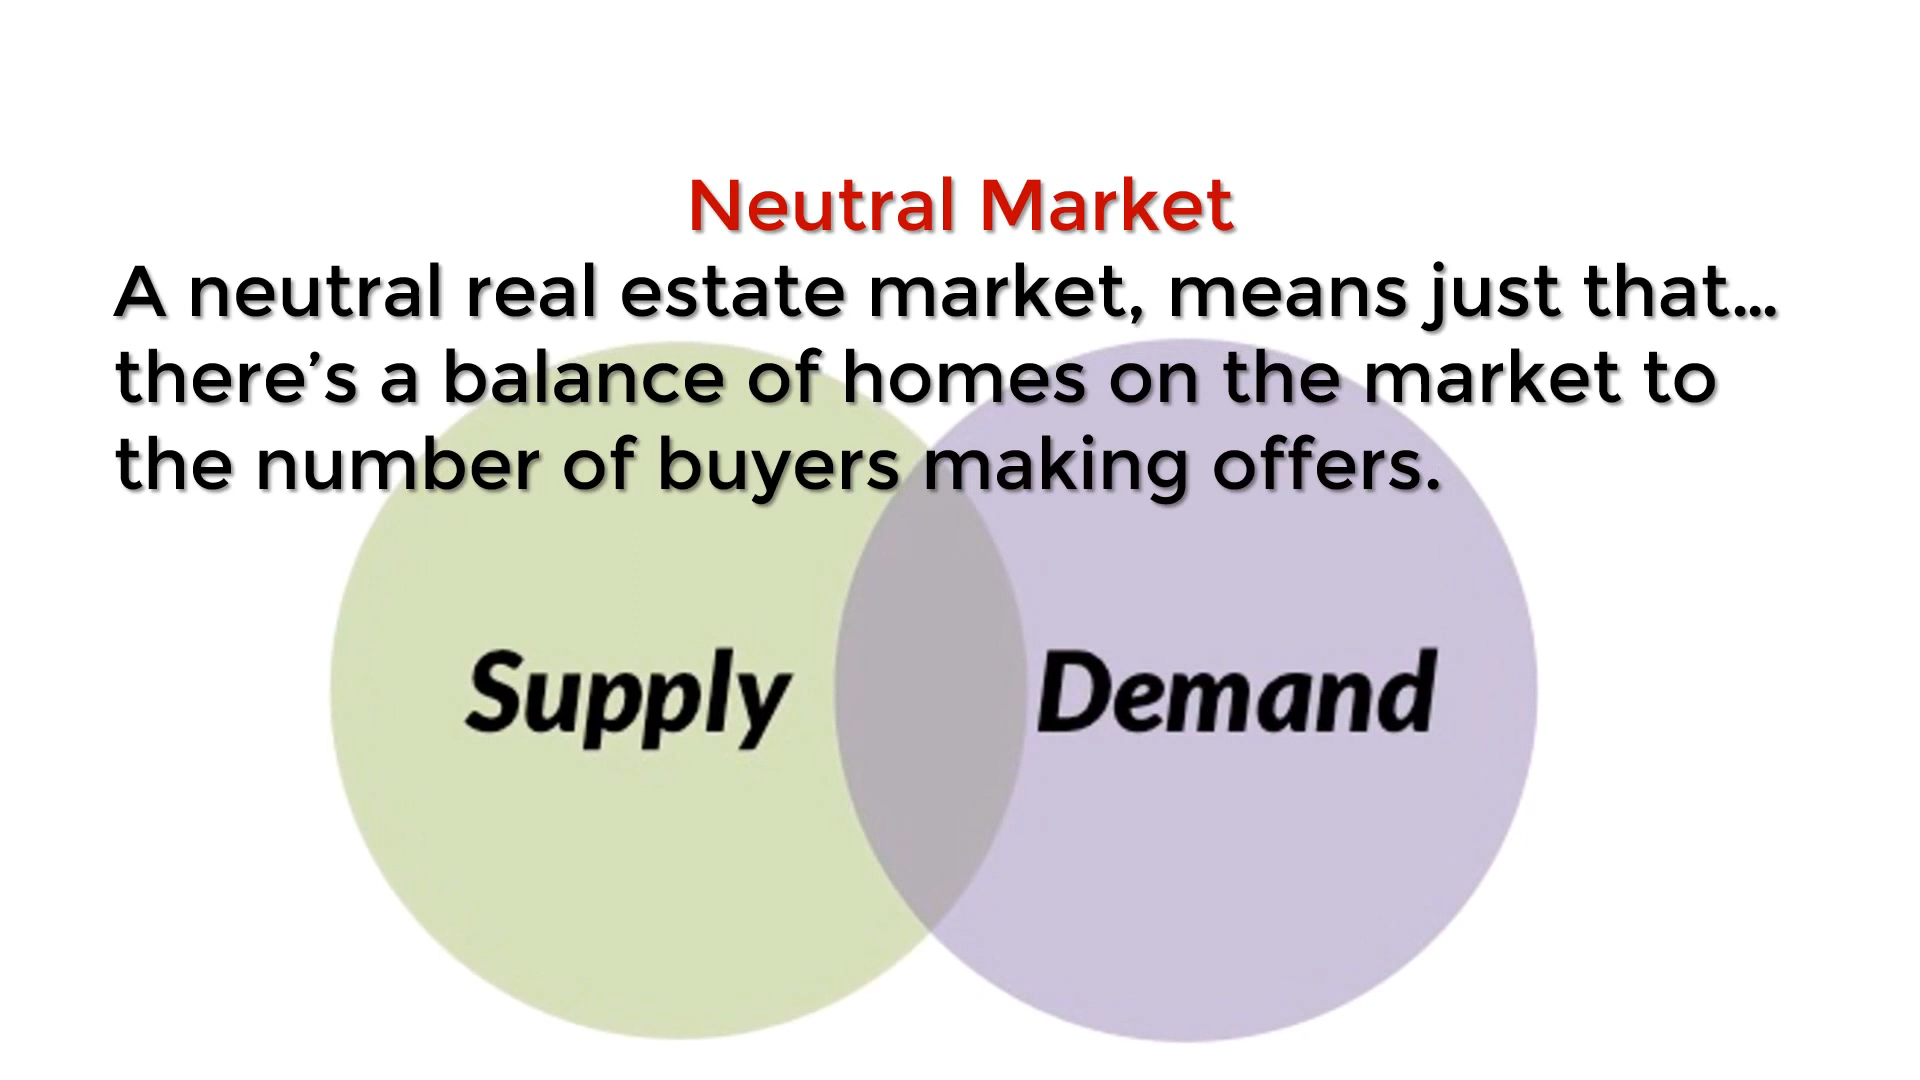 Neutral Market
A neutral real estate market, means just that…
there’s a balance of homes on the market to
the number of buyers making offers.
Supply
Demand